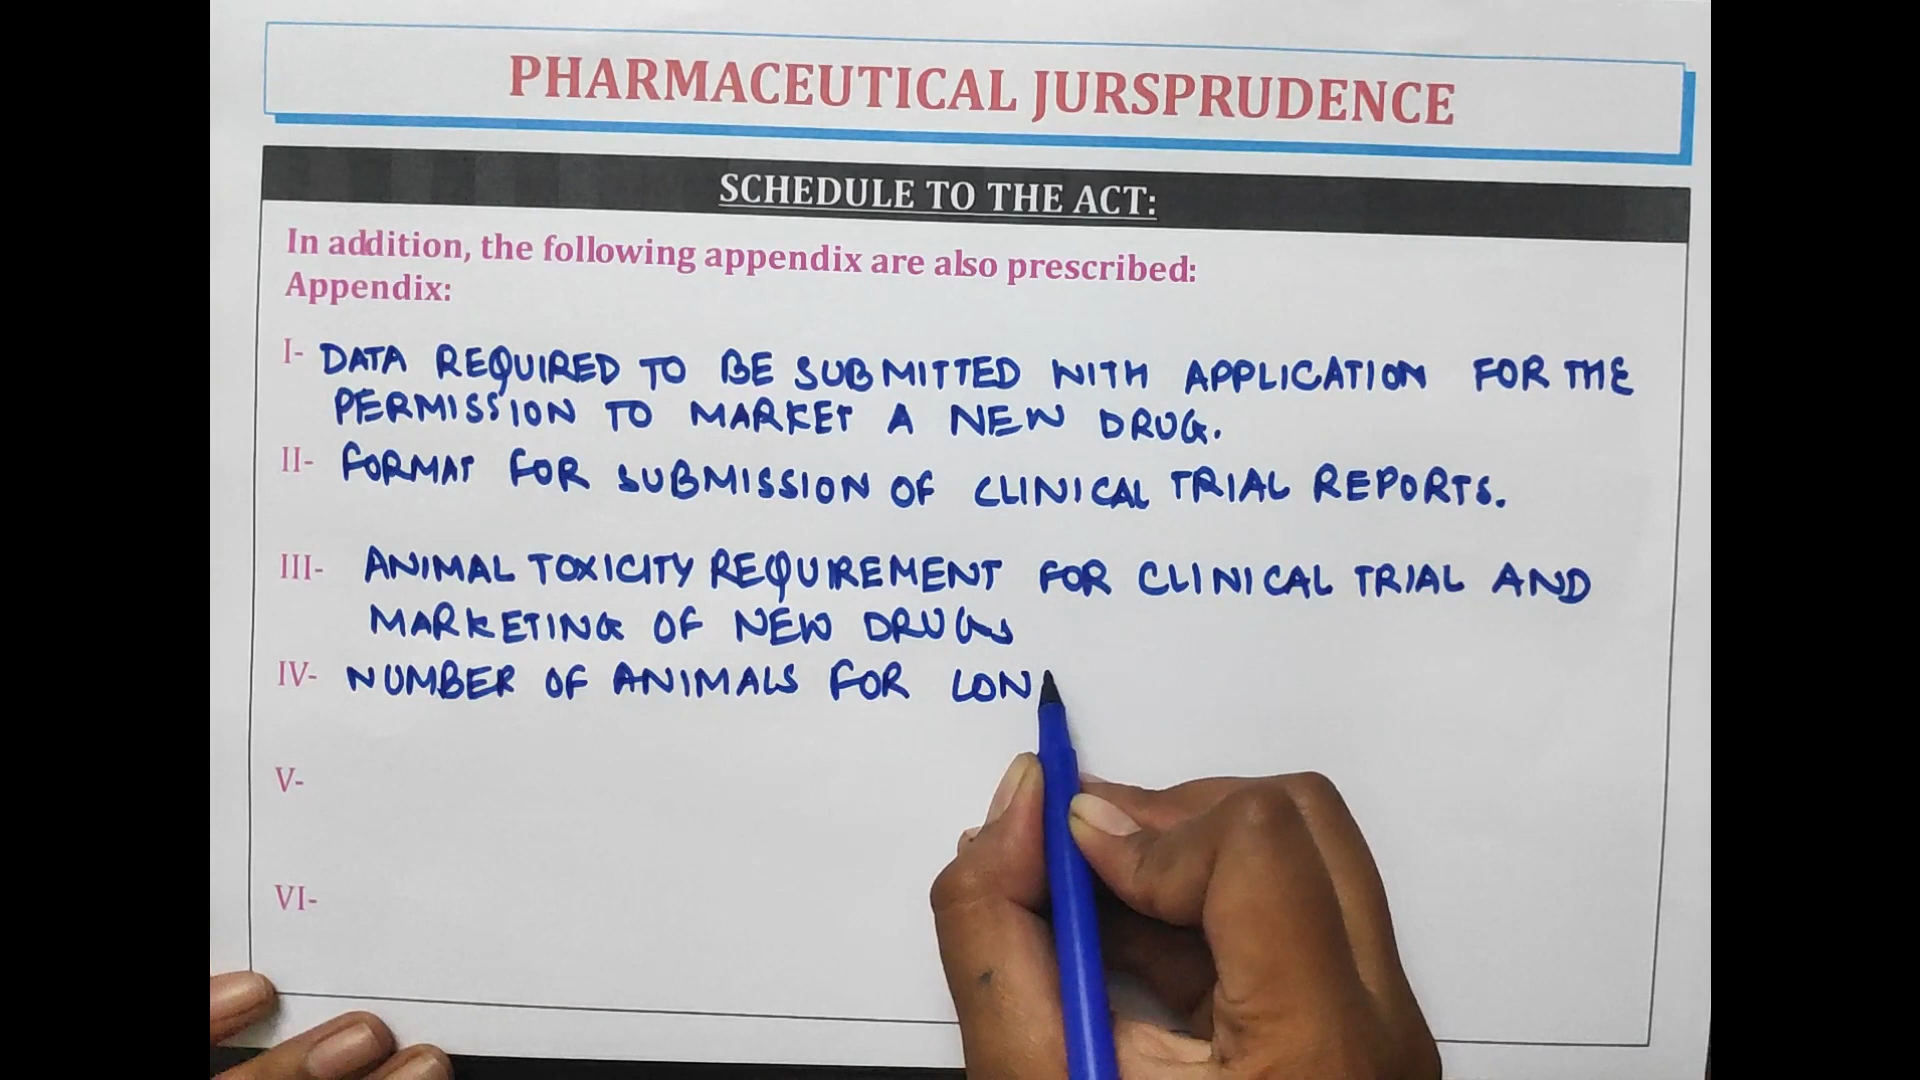 PHARMACEUTICAL JURSPRUDENCE
SCHEDULE TO THE ACT:
In addition, the following appendix are also prescribed:
Appendix:
I- DATA REQUIRED TO BE SUBMITTED WITH APPLICATION FOR THE
PERMISSION TO MARKET A NEW DRUG.
II- FORMAT FOR SUBMISSION OF CLINICAL TRIAL REPORTS.
III- ANIMAL TOXICITY REQUIREMENT FOR CLINICAL TRIAL AND
MARKETING OF NEW DRUGS
IV- NUMBER OF ANIMALS FOR LON
V-
VI-